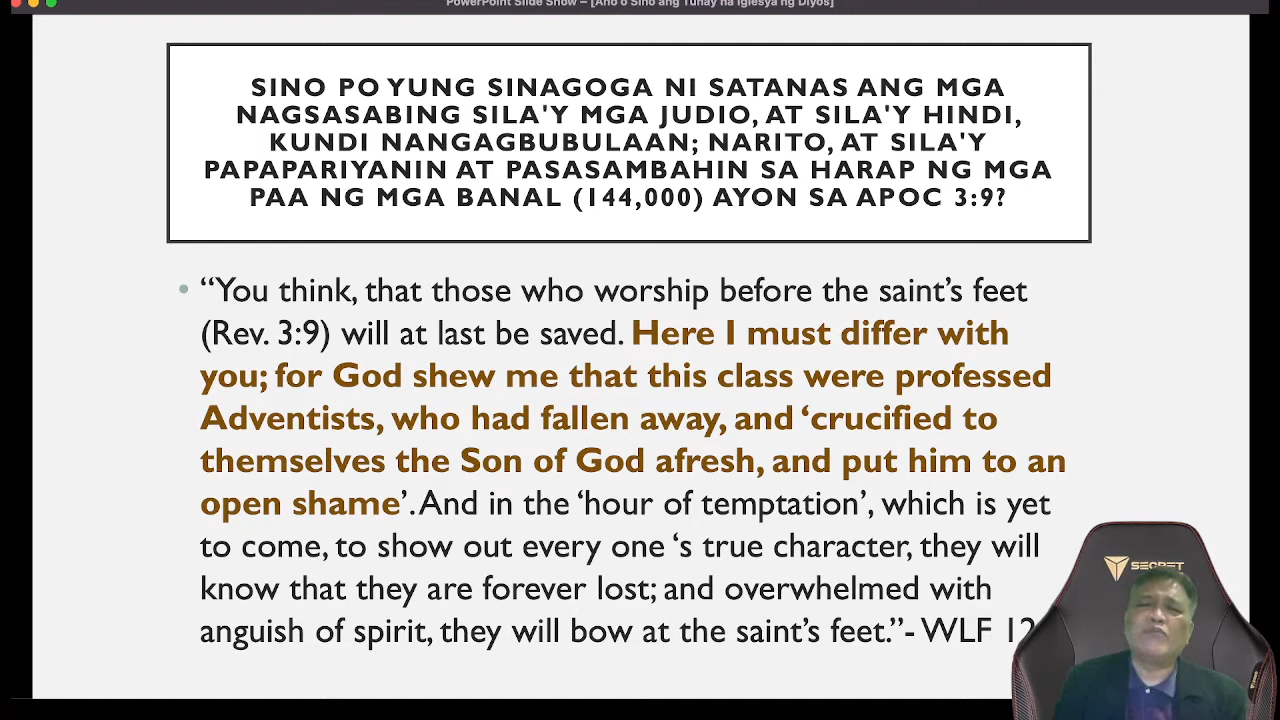 PowerPoint Slide Show – [Ano o Sino ang Tunay na Iglesya ng Diyos]
SINO PO YUNG SINAGOGA NI SATANAS ANG MGA
NAGSASABING SILA'Y MGA JUDIO, AT SILA'Y HINDI,
KUNDI NANGAGBUBULAAN; NARITO, AT SILA'Y
PAPAPARIYANIN AT PASASAMBAHIN SA HARAP NG MGA
PAA NG MGA BANAL (144,000) AYON SA APOC 3:9?
• “You think, that those who worship before the saint’s feet
(Rev. 3:9) will at last be saved. Here I must differ with
you; for God shew me that this class were professed
Adventists, who had fallen away, and ‘crucified to
themselves the Son of God afresh, and put him to an
open shame’. And in the ‘hour of temptation’, which is yet
to come, to show out every one ‘s true character, they will
know that they are forever lost; and overwhelmed with
anguish of spirit, they will bow at the saint’s feet.”- WLF 12
SECRET